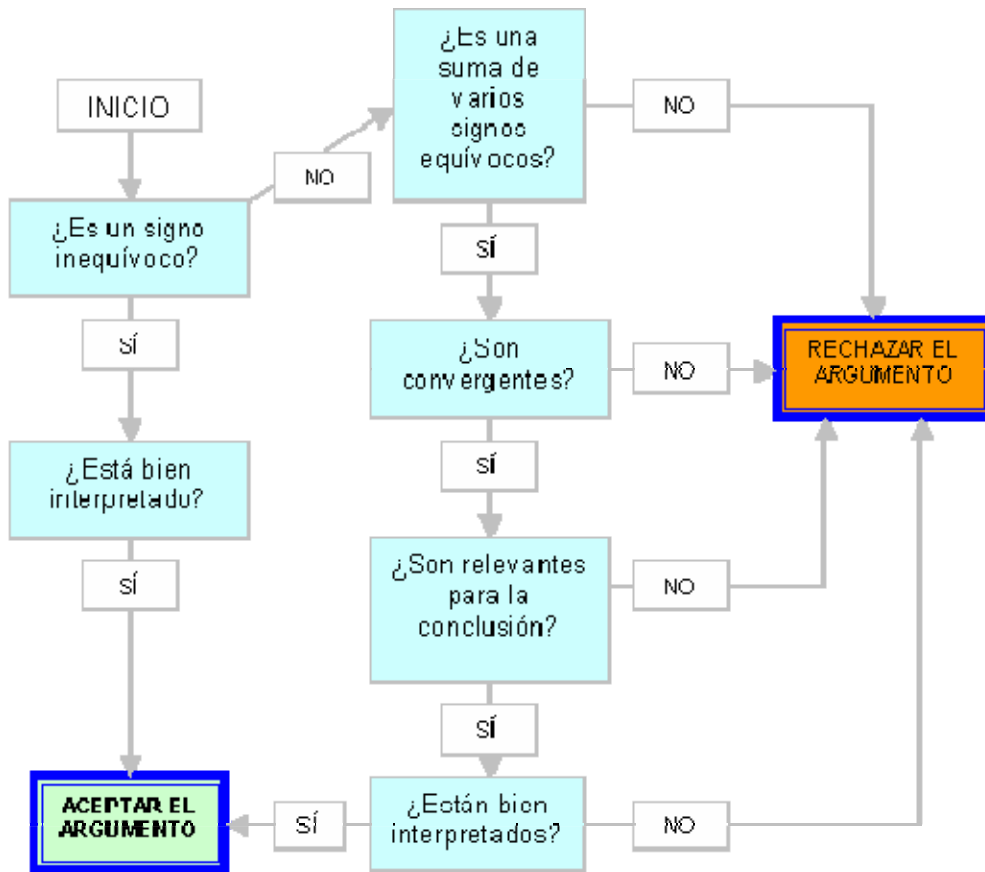 INICIO
¿Es un signo
inequívoco?
SÍ
¿Está bien
interpretado?
SÍ
ACEPTAR EL
ARGUMENTO
NO
¿Es una
suma de
varios
signos
equívocos?
NO
SÍ
¿Son
convergentes?
NO
SÍ
¿Son relevantes
para la
conclusión?
NO
SÍ
¿Están bien
interpretados?
SÍ
NO
RECHAZAR EL
ARGUMENTO